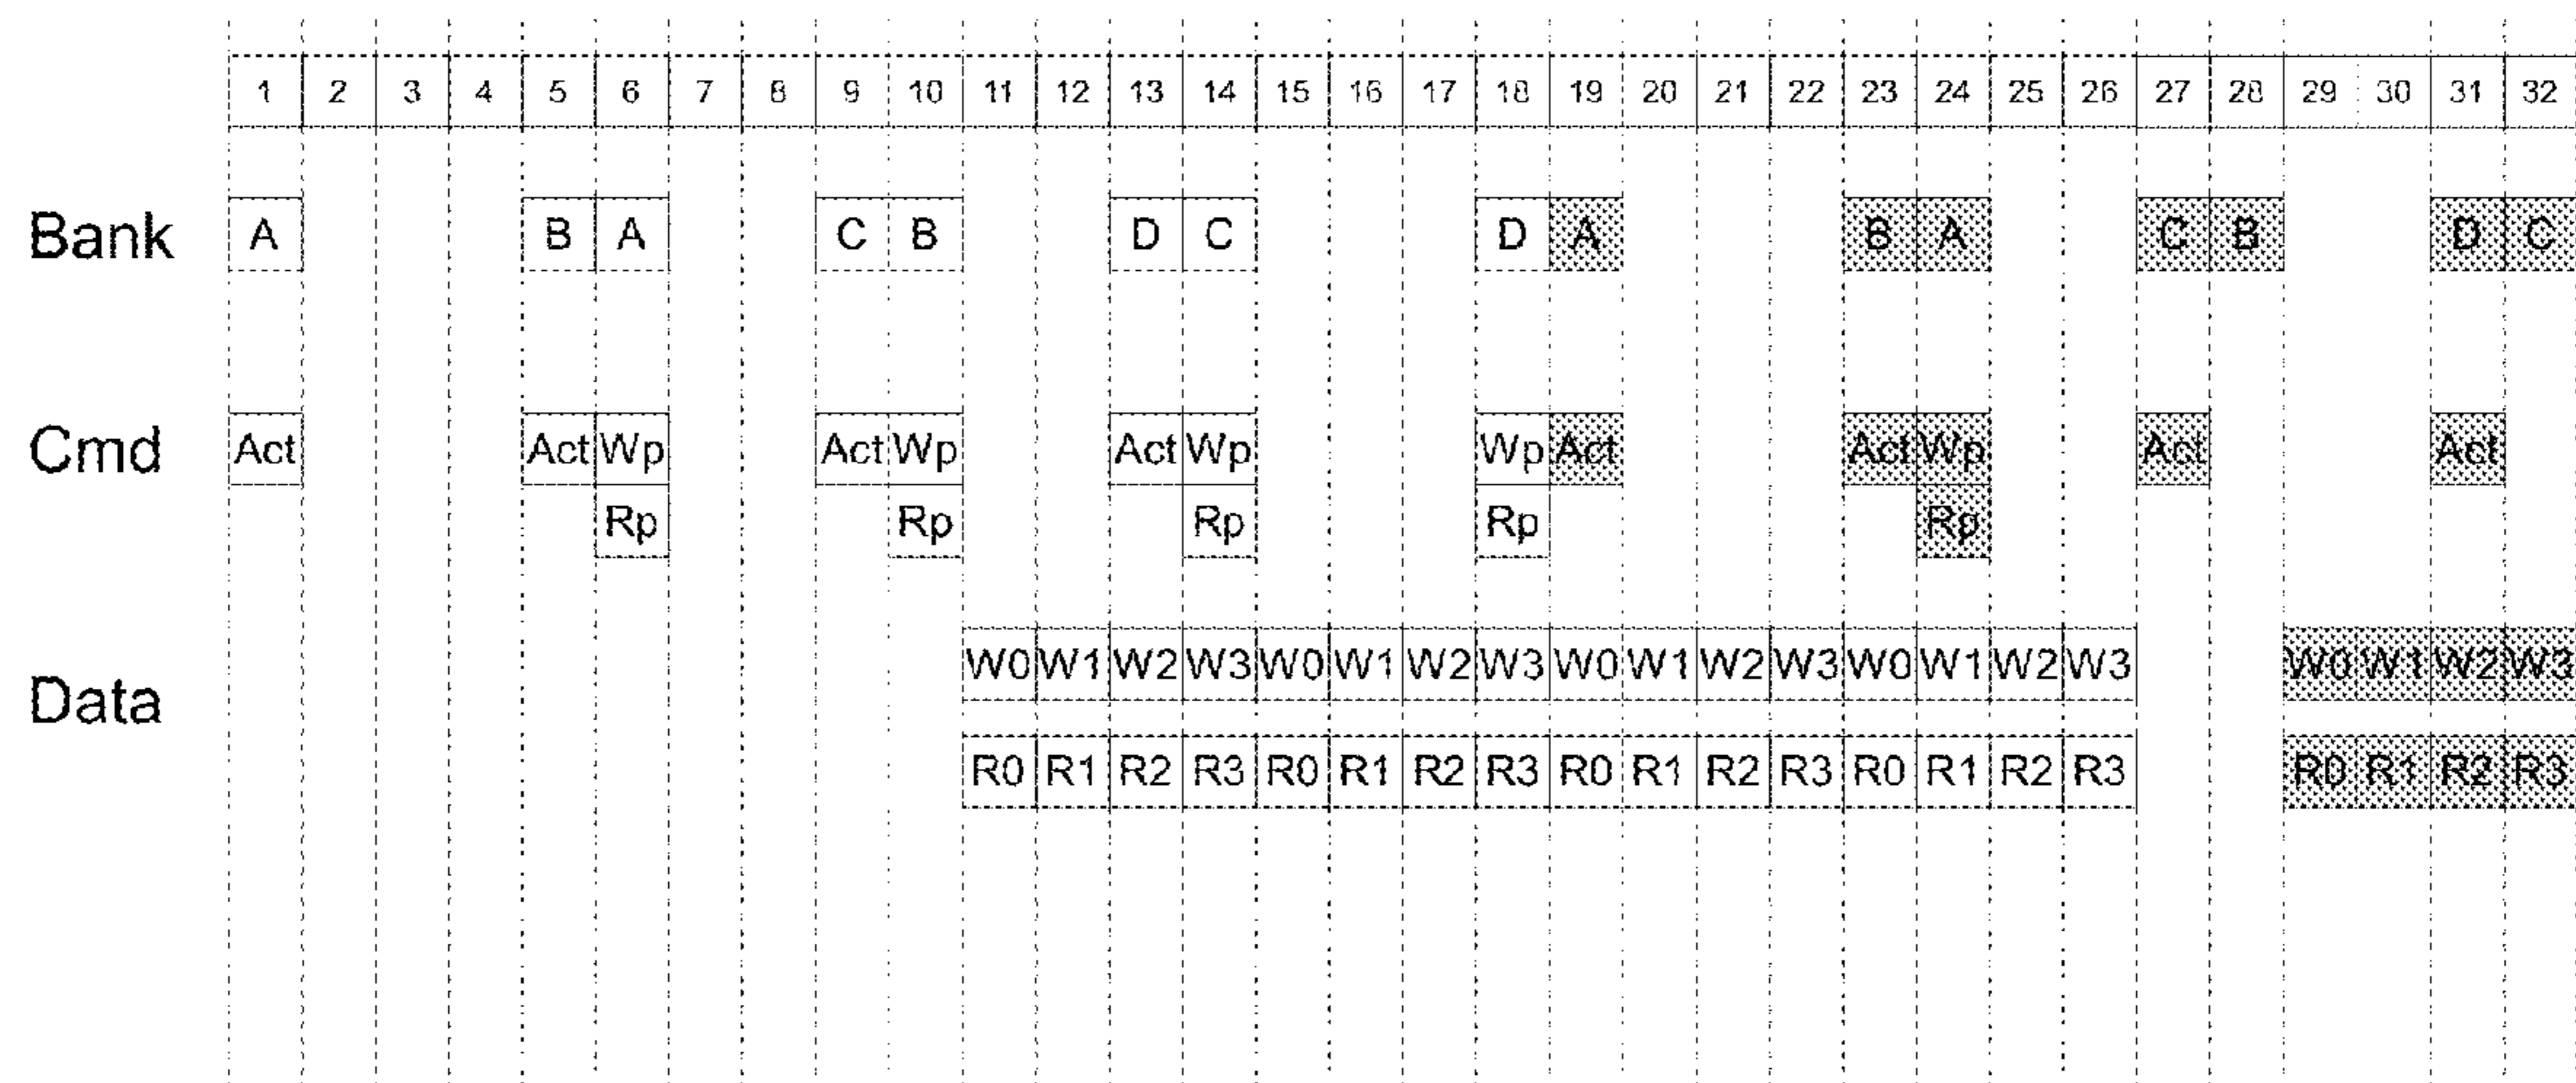 1 2 3 4 5 6 7 8 9 10 11 12 13 14 15 16 17 18 19 20 21 22 23 24 25 26 27 28 29 30 31 32
Bank A B A C B D C D A B A C B D C
Cmd Act Act Wp Act Wp Act Wp Wp Act Act Wp Act Act
Rp Rp Rp Rp Rp
Data
W0 W1 W2 W3 W0 W1 W2 W3 W0 W1 W2 W3 W0 W1 W2 W3 W0 W1 W2 W3
R0 R1 R2 R3 R0 R1 R2 R3 R0 R1 R2 R3 R0 R1 R2 R3 R0 R1 R2 R3